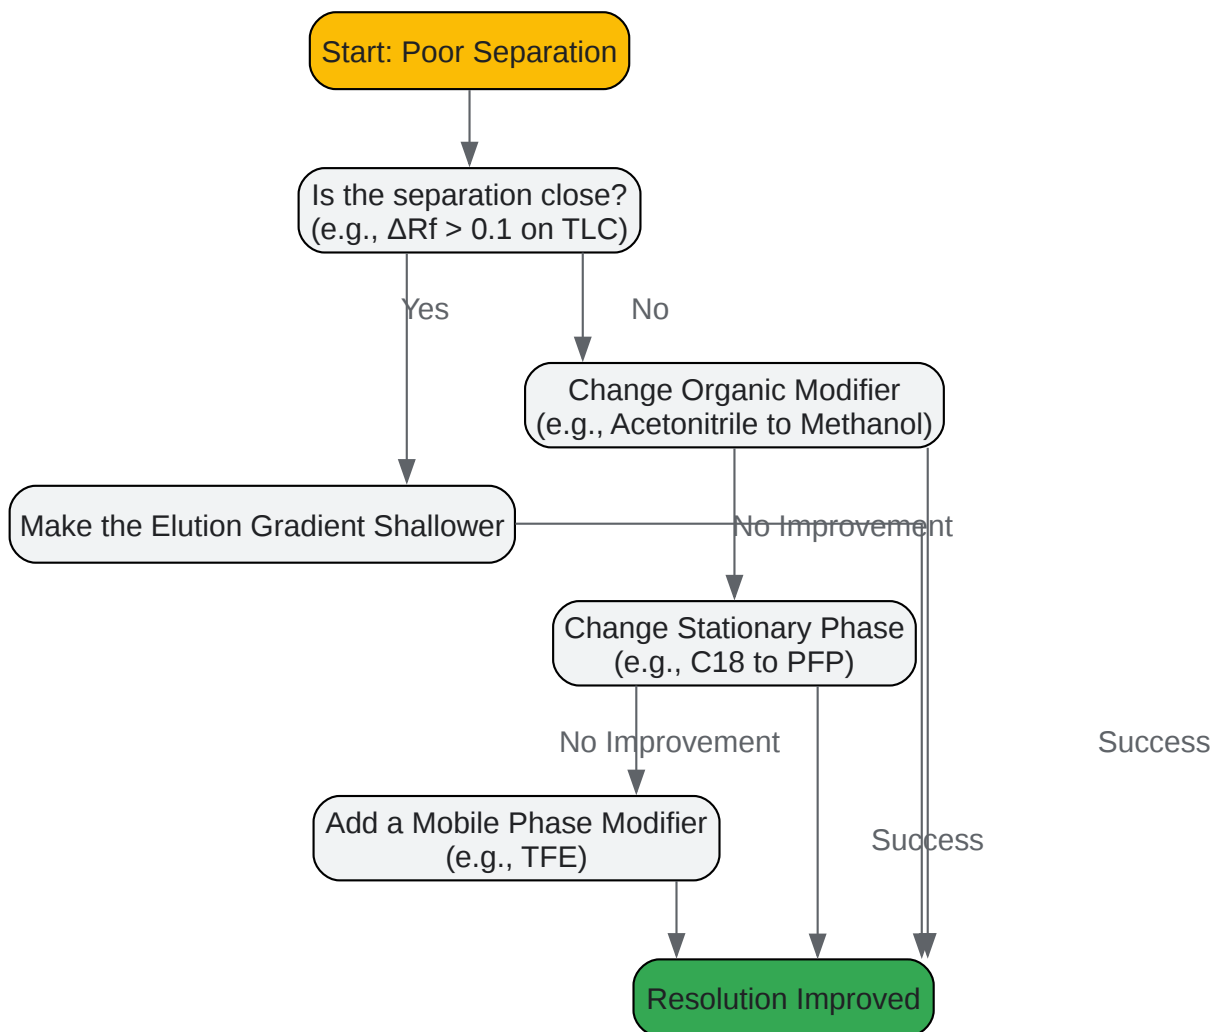 Start: Poor Separation
Is the separation close?
(e.g., ΔRf > 0.1 on TLC)
Yes
No
Change Organic Modifier
(e.g., Acetonitrile to Methanol)
Make the Elution Gradient Shallower
No Improvement
Change Stationary Phase
(e.g., C18 to PFP)
No Improvement
Success
Add a Mobile Phase Modifier
(e.g., TFE)
Success
Resolution Improved